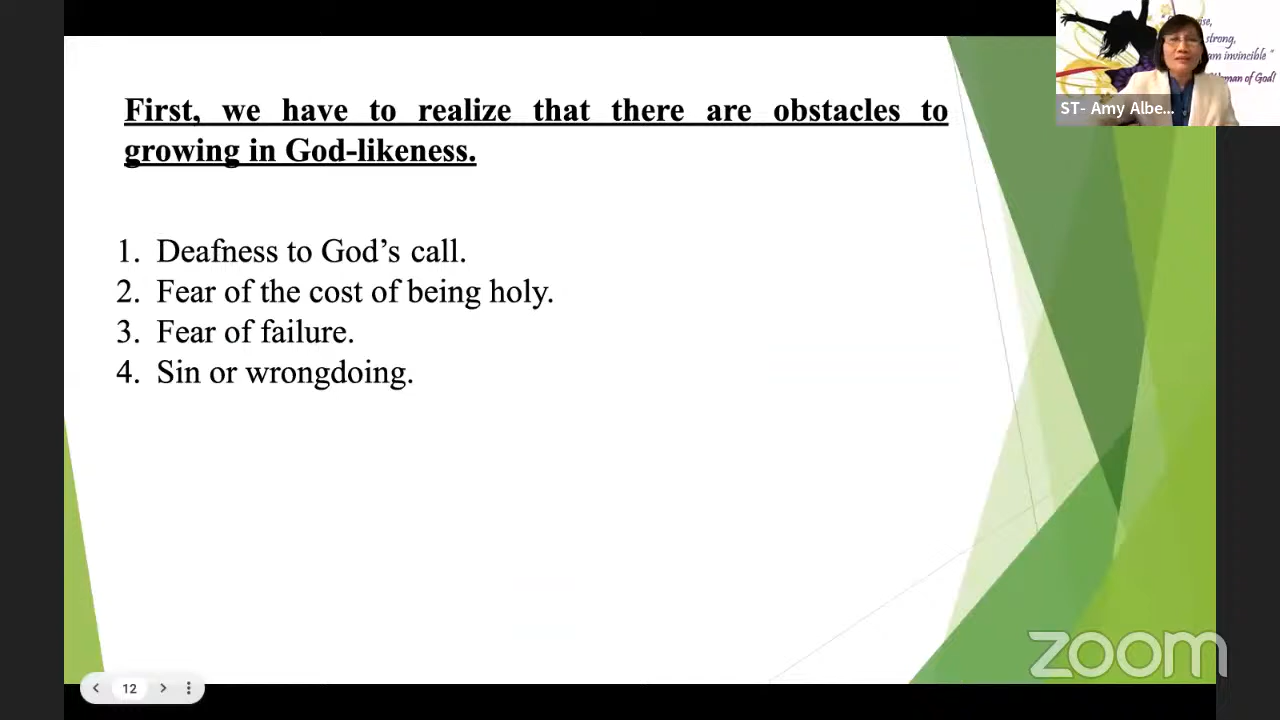 First, we have to realize that there are obstacles to
growing in God-likeness.
1. Deafness to God’s call.
2. Fear of the cost of being holy.
3. Fear of failure.
4. Sin or wrongdoing.
strong,
am invincible "
Woman of God!
ST- Amy Albe...
12
zoom